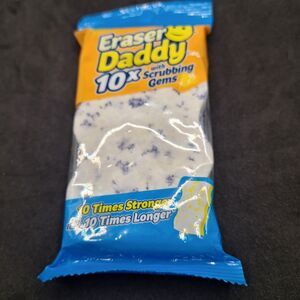 Eraser
Daddy
10x with
Scrubbing
Gems
10 Times Stronger
10 Times Longer